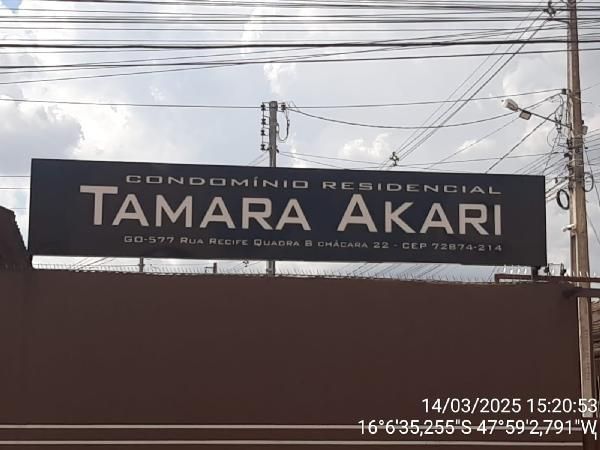 CONDOMÍNIO RESIDENCIAL
TAMARA AKARI
GO-577 RUA RECIFE QUADRA 8 CHÁCARA 22 - CEP 72874-214
14/03/2025 15:20:53
16°6'35,255"S 47°59'2,791"W